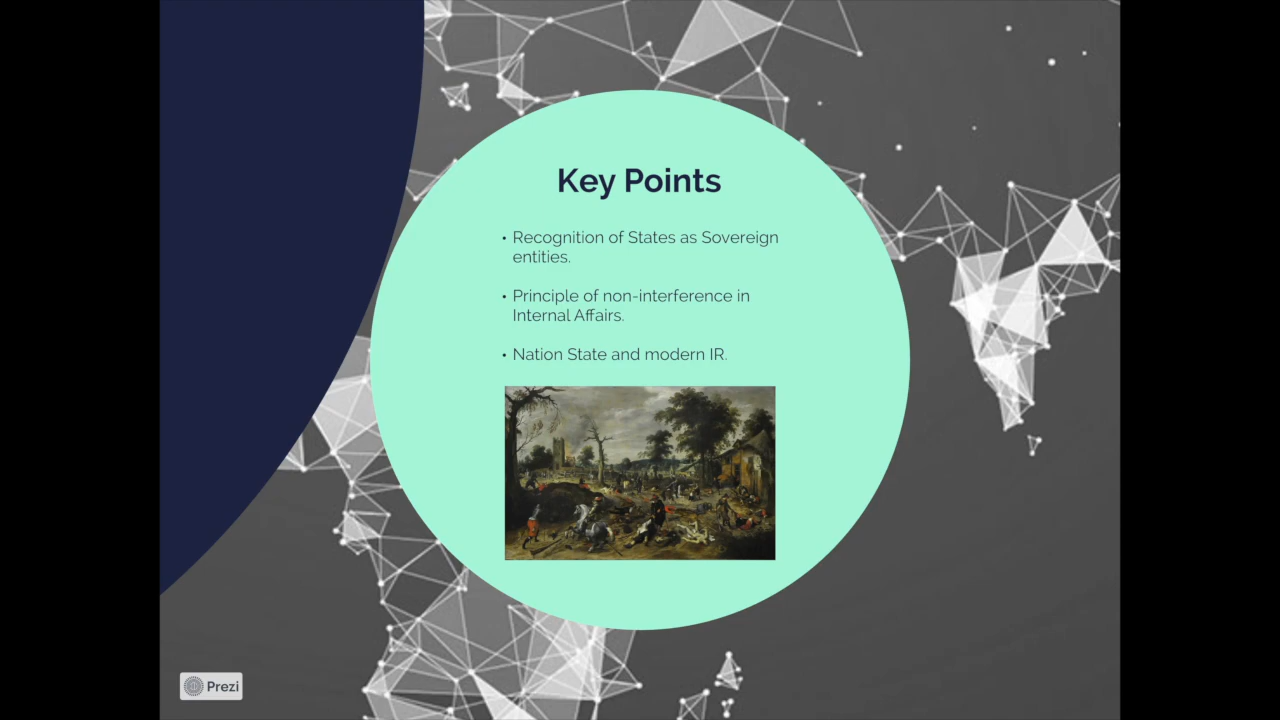 Key Points
• Recognition of States as Sovereign
entities.
• Principle of non-interference in
Internal Affairs.
• Nation State and modern IR.
Prezi